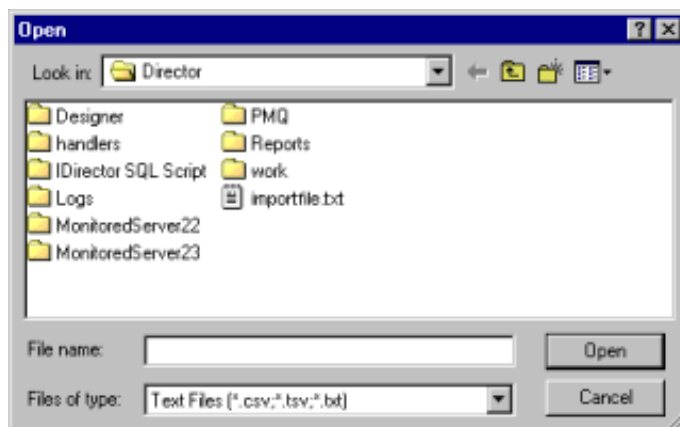 Open
Look in: Director
Designer PMQ
handlers Reports
IDirector SQL Script work
Logs importfile.txt
MonitoredServer22
MonitoredServer23
File name: Open
Files of type: Text Files (*.csv;*.tsv;*.txt) Cancel